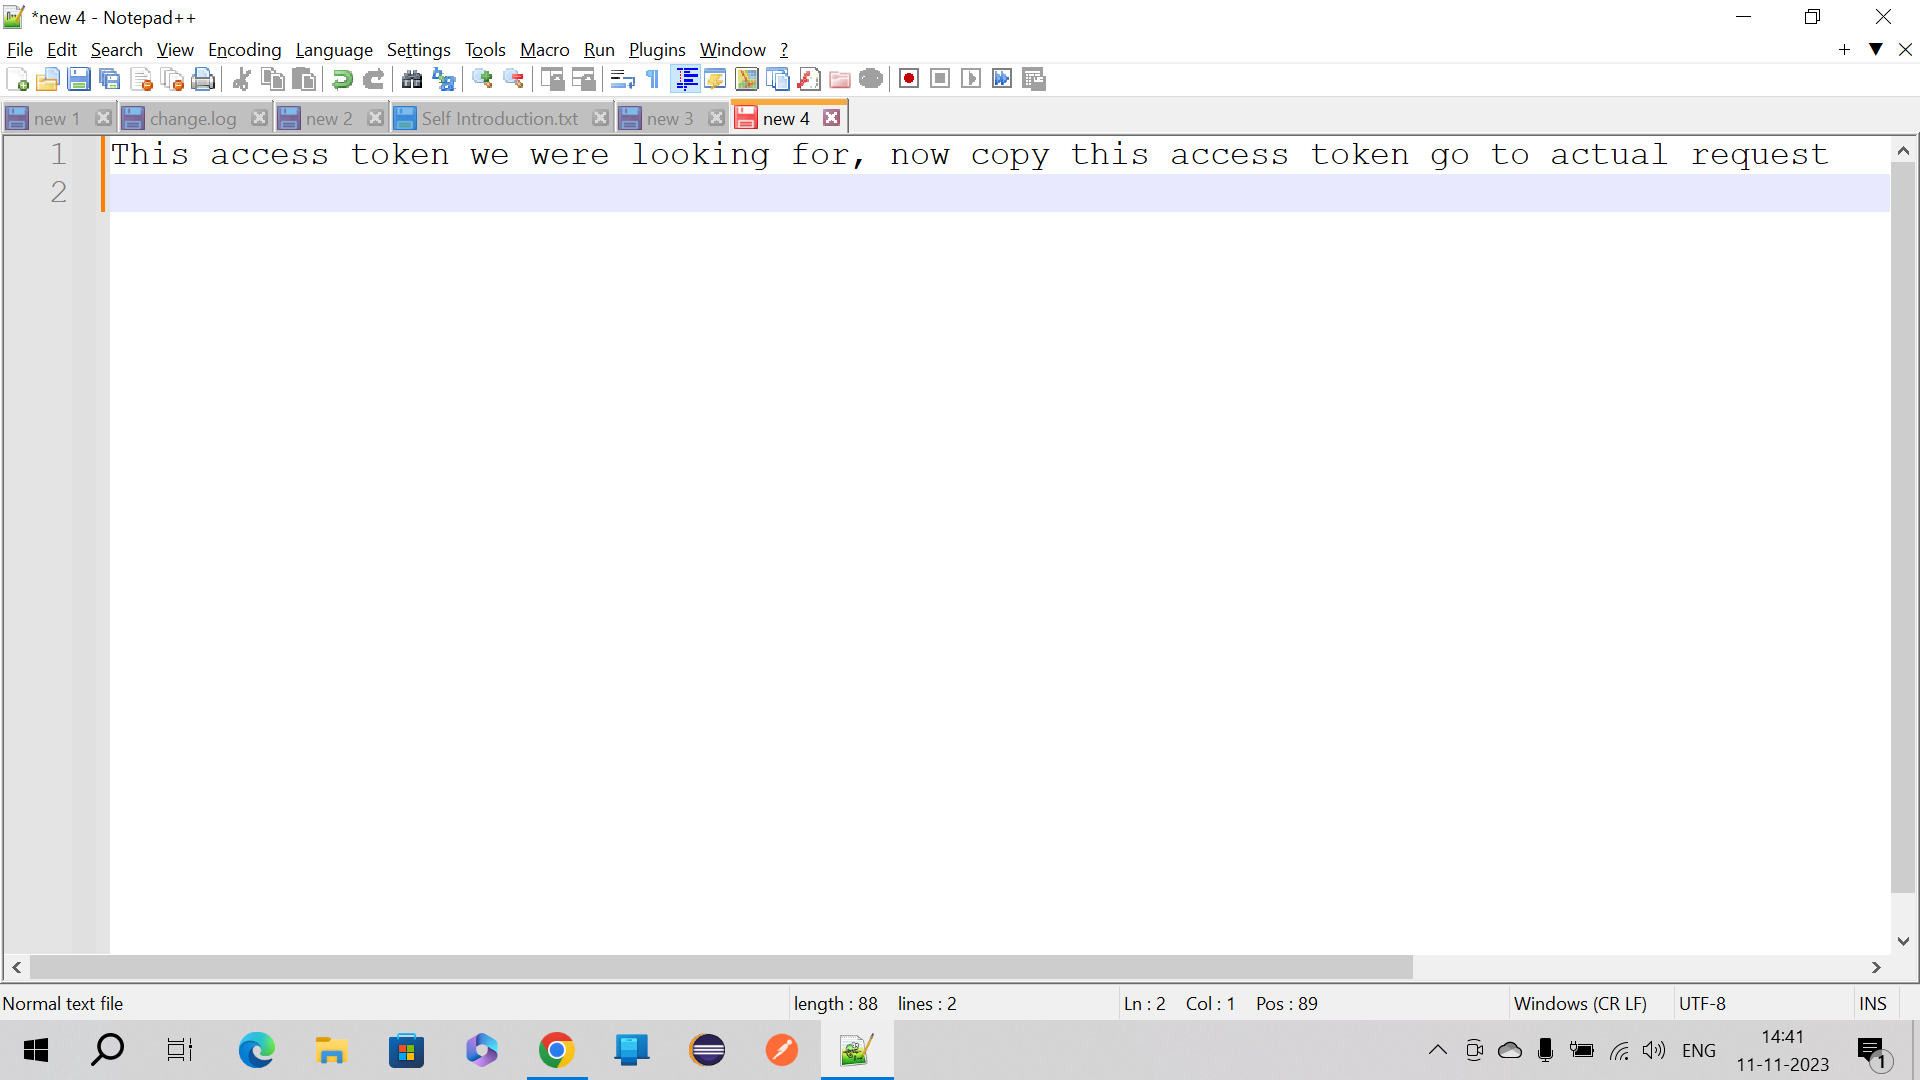 *new 4 - Notepad++
File Edit Search View Encoding Language Settings Tools Macro Run Plugins Window ?
new 1 change.log new 2 Self Introduction.txt new 3 new 4
1 This access token we were looking for, now copy this access token go to actual request
2
Normal text file length : 88 lines : 2 Ln : 2 Col : 1 Pos : 89 Windows (CR LF) UTF-8 INS
ENG 14:41
11-11-2023 1